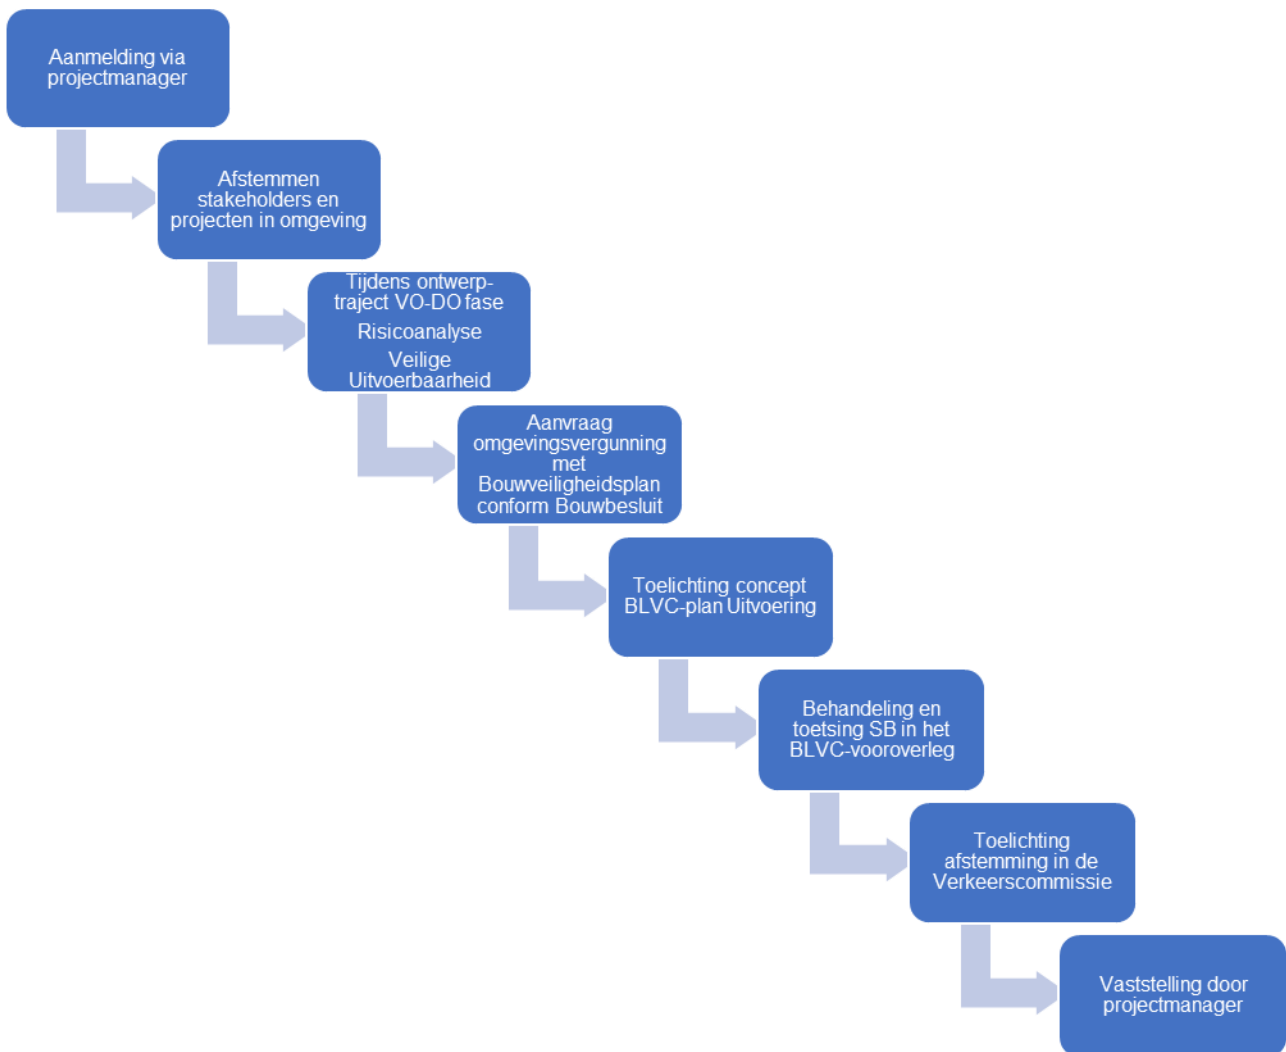 Aanmelding via
projectmanager
Afstemmen
stakeholders en
projecten in omgeving
Tijdens ontwerp-
traject VO-DO fase
Risicoanalyse
Veilige
Uitvoerbaarheid
Aanvraag
omgevingsvergunning
met
Bouwveiligheidsplan
conform Bouwbesluit
Toelichting concept
BLVC-plan Uitvoering
Behandeling en
toetsing SB in het
BLVC-vooroverleg
Toelichting
afstemming in de
Verkeerscommissie
Vaststelling door
projectmanager